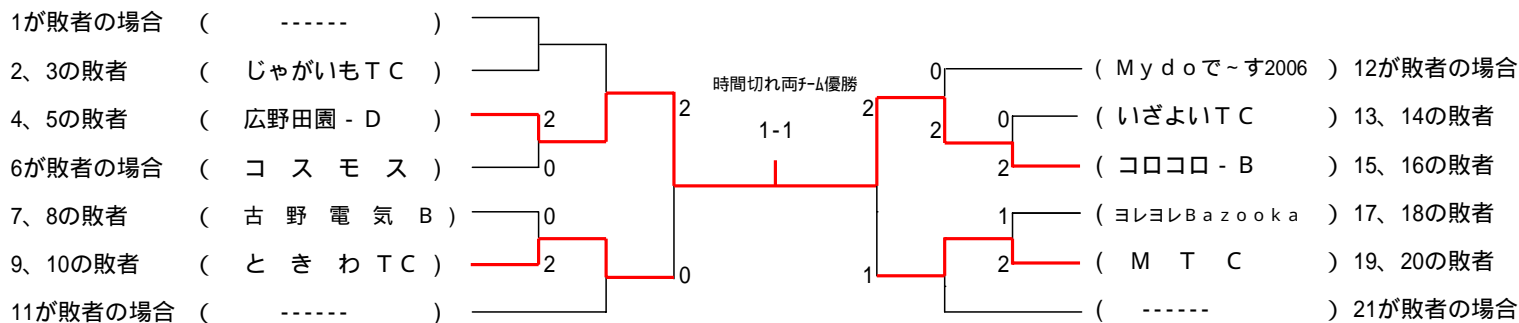 1が敗者の場合 ( ------ )
2、3の敗者 ( じゃがいもTC )
4、5の敗者 ( 広野田園 - D )
6が敗者の場合 ( コ ス モ ス )
7、8の敗者 ( 古 野 電 気 B )
9、10の敗者 ( と き わ TC )
11が敗者の場合 ( ------ )
2
0
0
2
2
0
時間切れ両チーム優勝
1-1
2
1
0
2
0
2
1
2
( Mydoで~す2006 ) 12が敗者の場合
( いざよいTC ) 13、14の敗者
( コロコロ - B ) 15、16の敗者
( ヨレヨレBazooka ) 17、18の敗者
( M T C ) 19、20の敗者
( ------ ) 21が敗者の場合